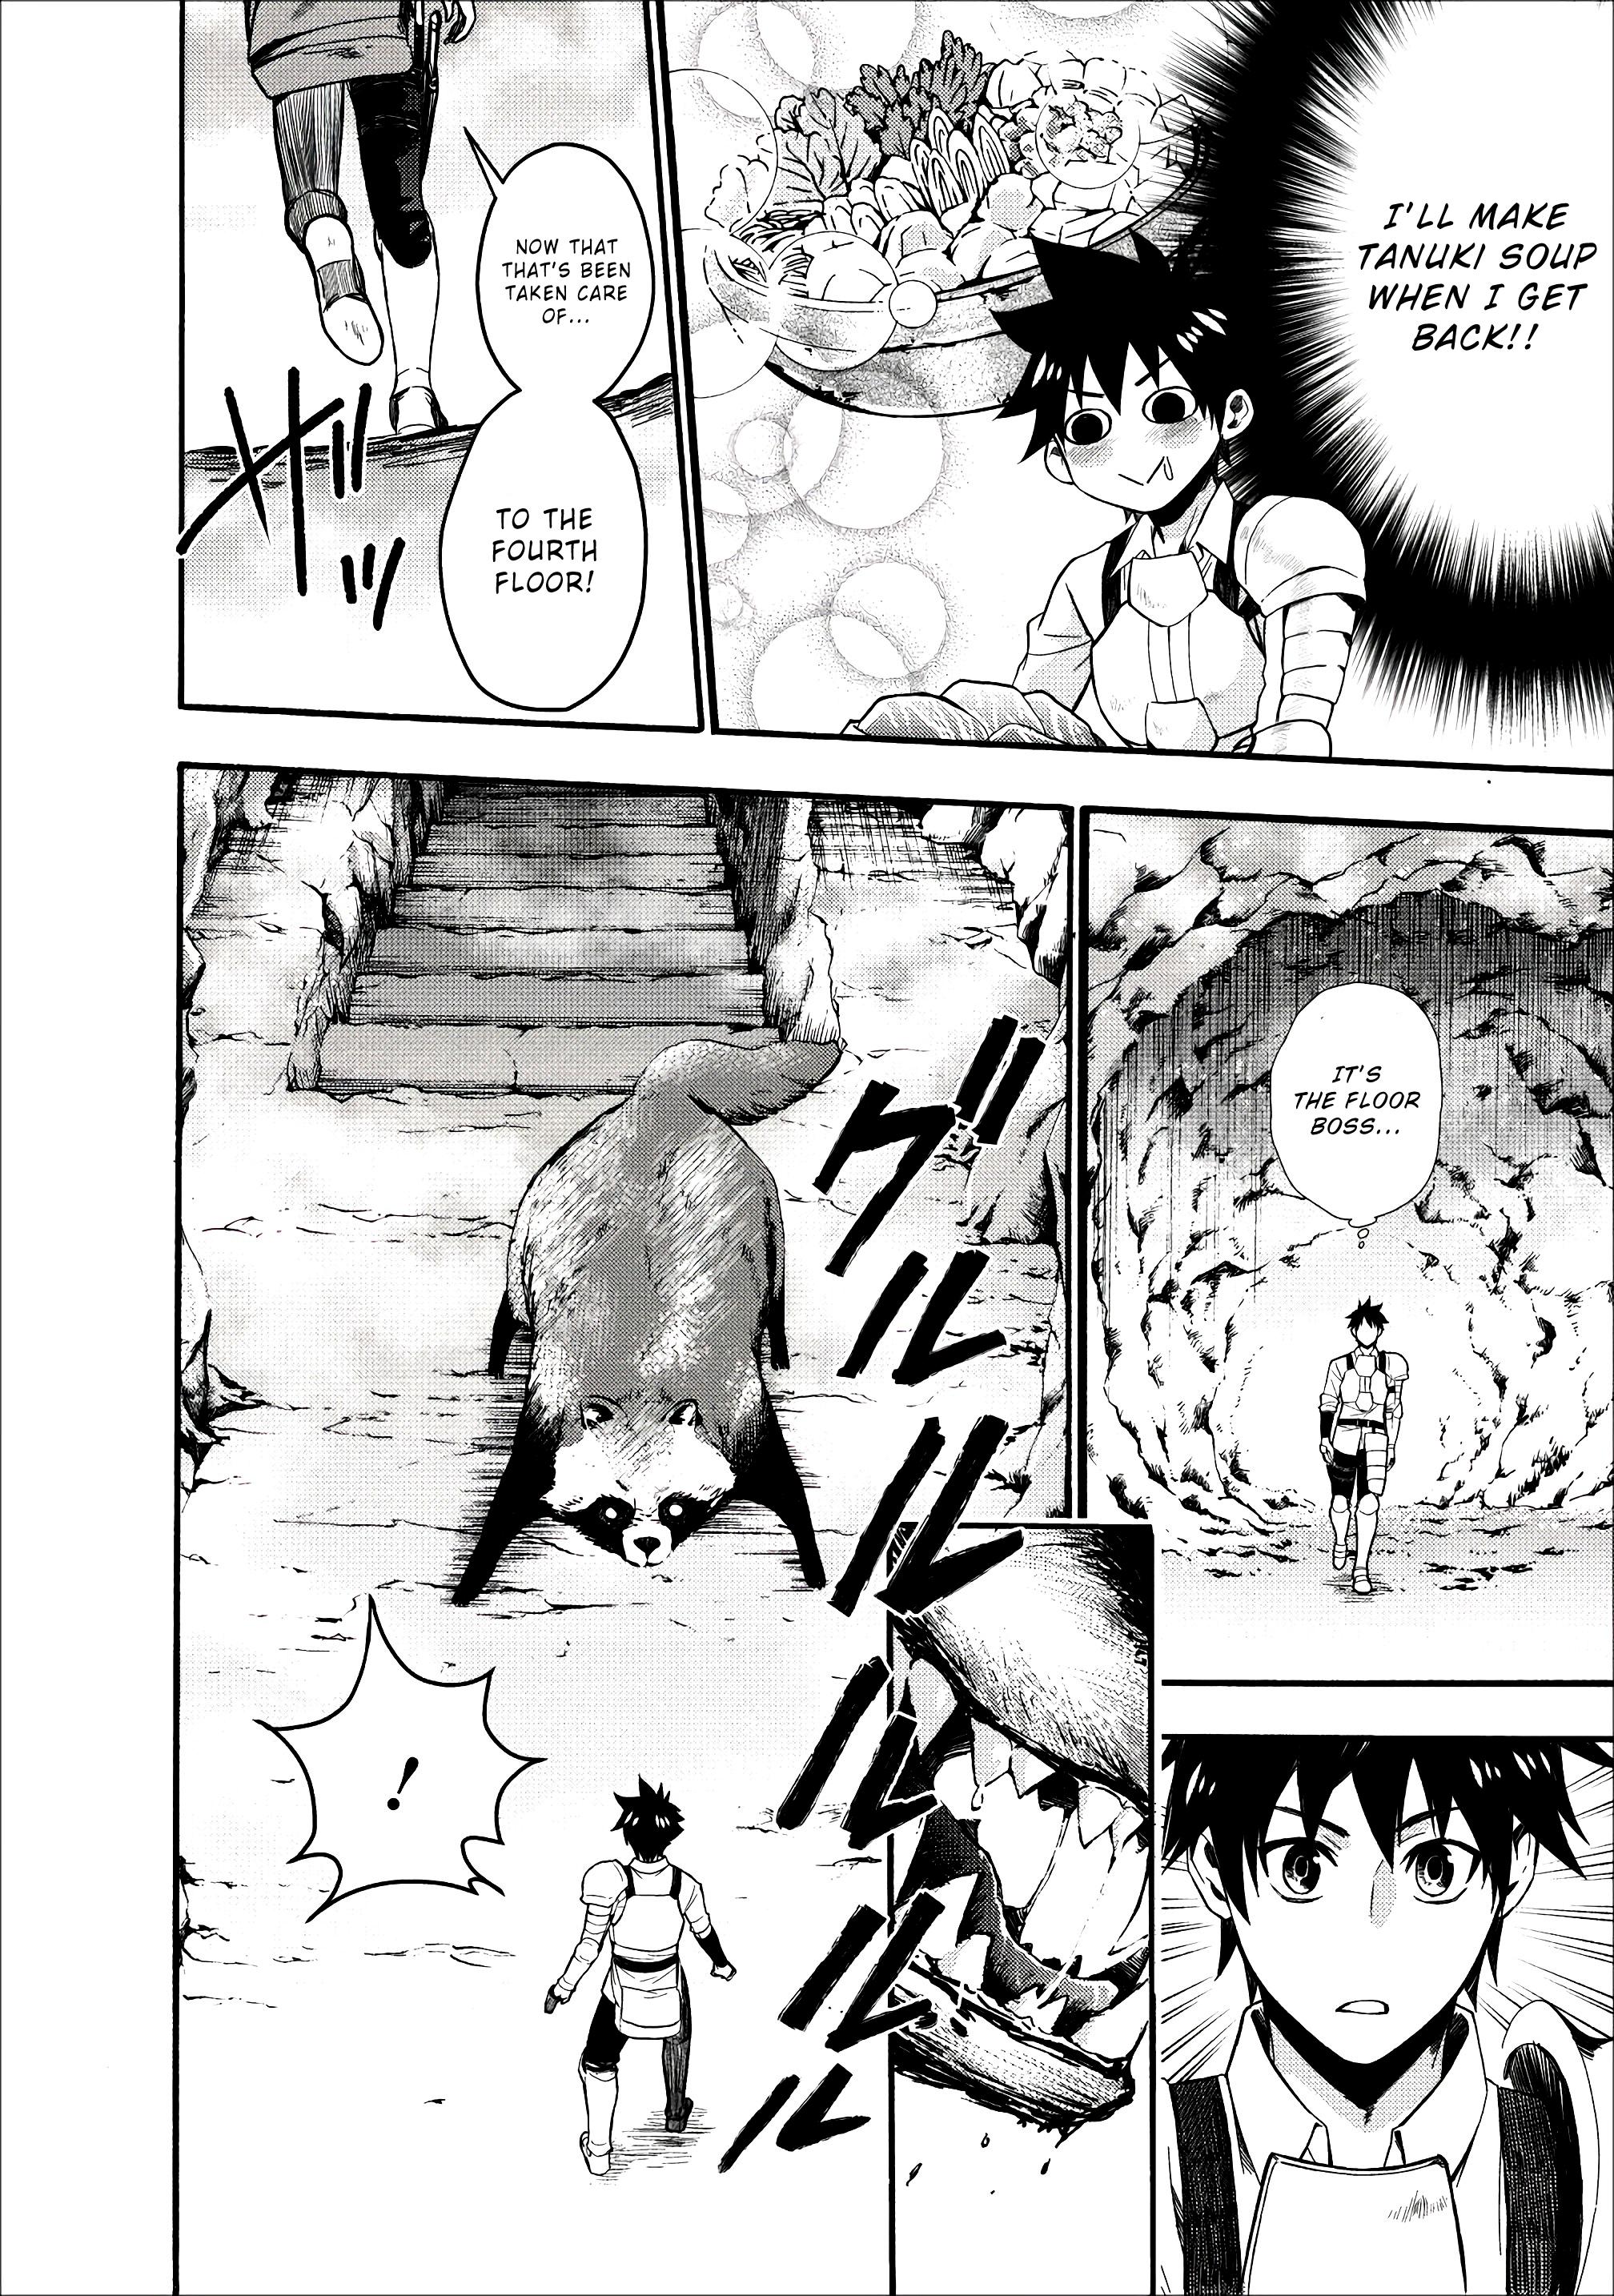 I'LL MAKE
TANUKI SOUP
WHEN I GET
BACK!!
NOW THAT
THAT'S BEEN
TAKEN CARE
OF...
TO THE
FOURTH
FLOOR!
ザッ
IT'S
THE FLOOR
BOSS...
グルルルルル
!